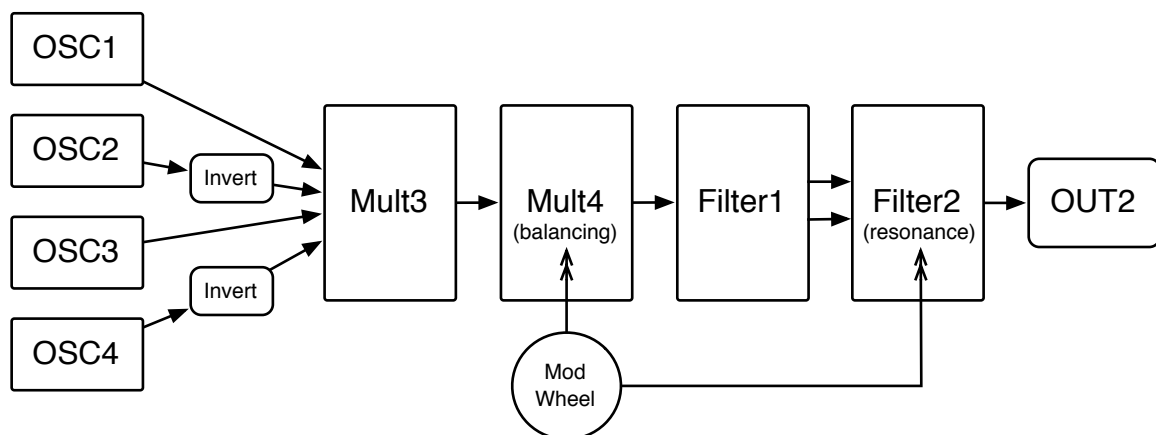 OSC1
OSC2
Invert
OSC3
Invert
OSC4
Mult3
Mult4
(balancing)
Filter1
Filter2
(resonance)
OUT2
Mod
Wheel